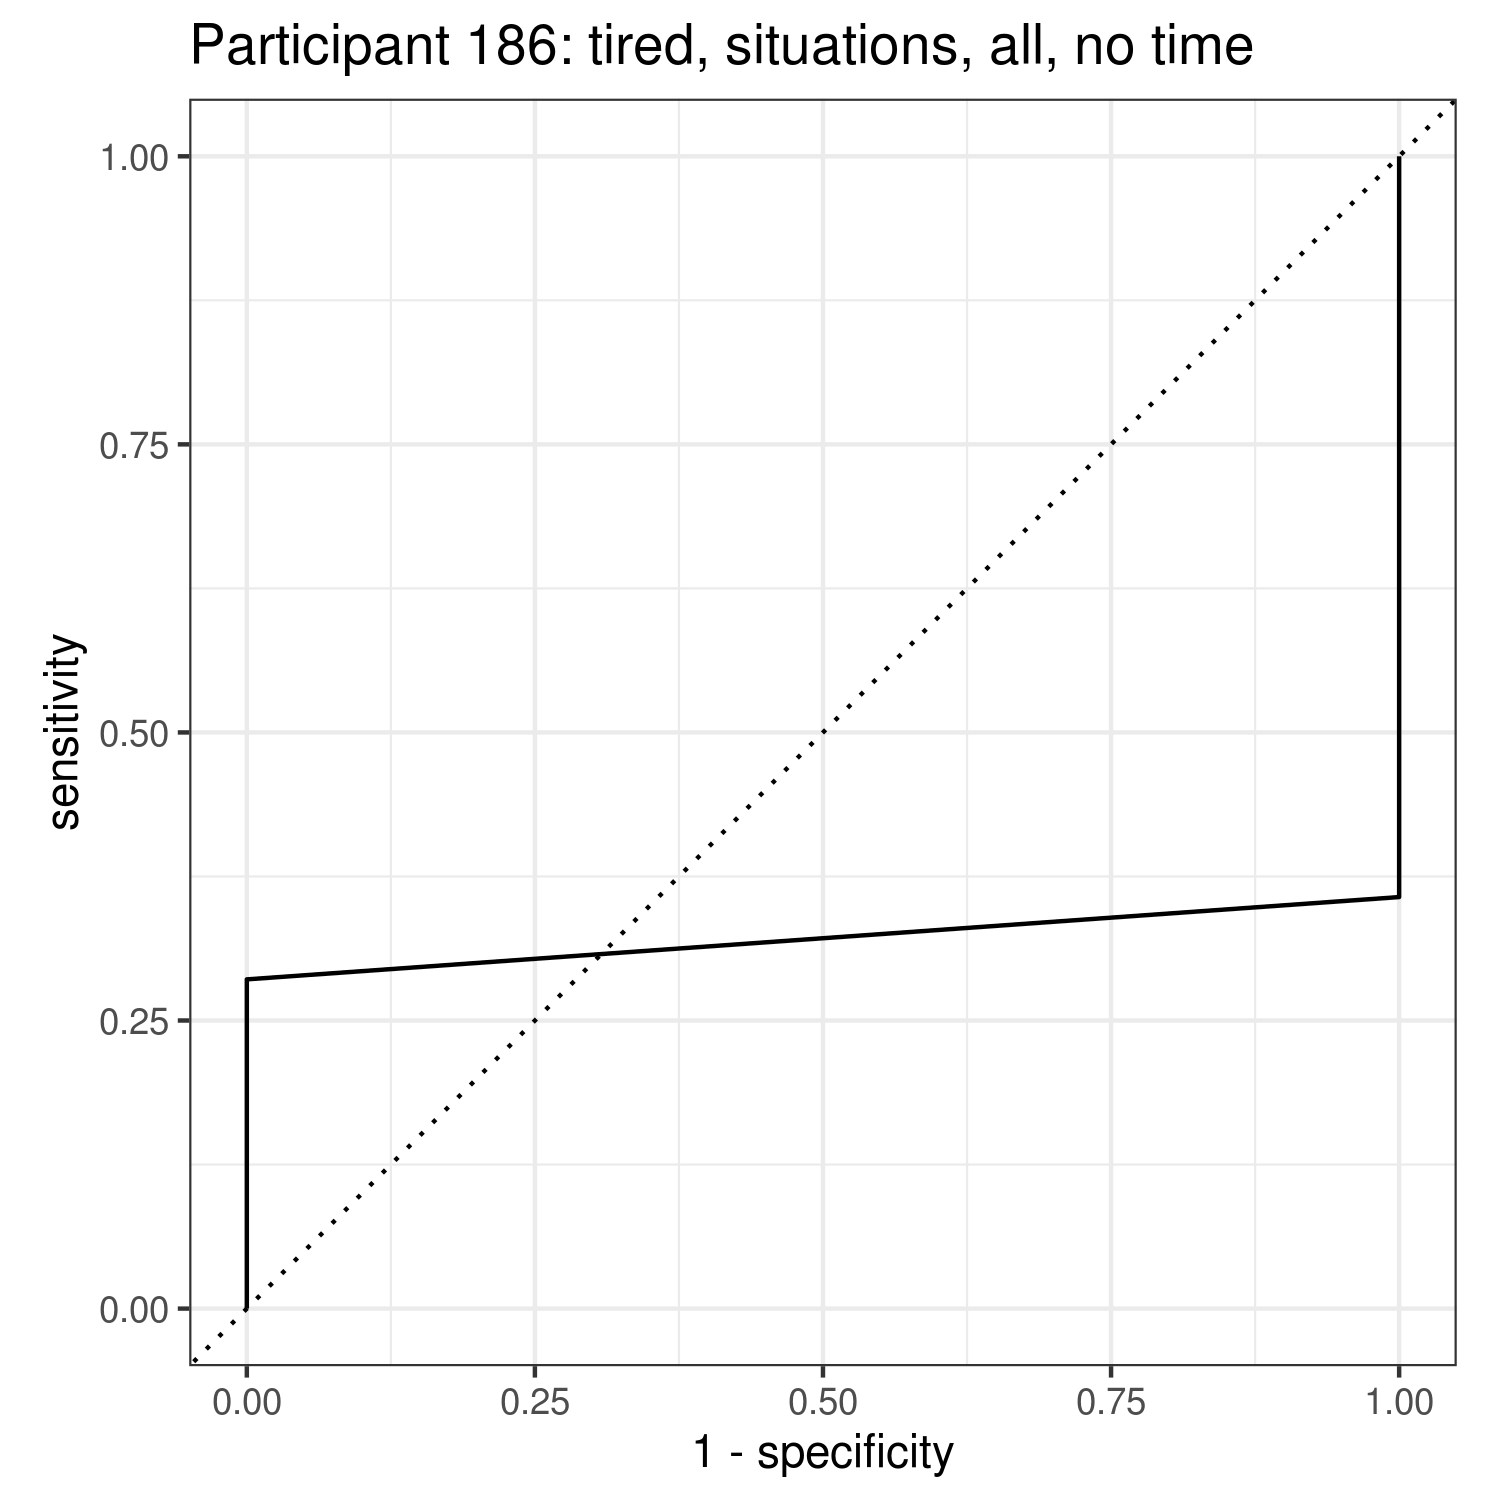 Participant 186: tired, situations, all, no time
1.00
0.75
0.50
0.25
0.00
sensitivity
0.00 0.25 0.50 0.75 1.00
1 - specificity